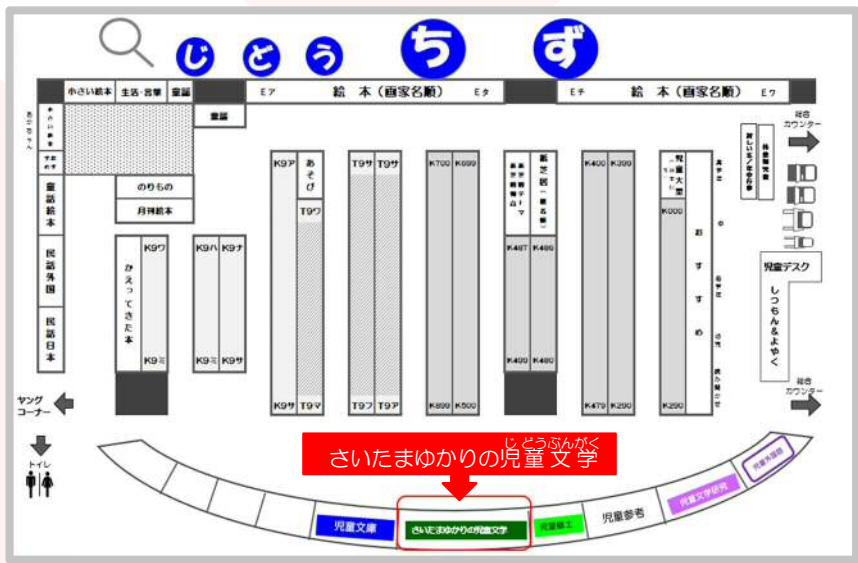 じどうちず
小さい絵本 生活・言葉 童謡
Eア 絵本(画家名順) Eタ
Eチ 絵本(画家名順) Eワ
童謡
総合
カウンター
童話絵本
民話外国
民話日本
のりもの
月刊絵本
かえってきた本
K9ワ
K9ミ
K9ハ K9ナ
K9ミ K9サ
K9ア あそび
T9ワ
K9サ T9マ
T9サ T9サ
T9フ T9ア
K700 K699
K899 K500
紙芝居
K487 K486
K490 K480
K400 K399
K479 K290
児童大型
K000
K290
おすすめ
児童デスク
しつもん&よやく
総合
カウンター
ヤング
コーナー
トイレ
じどうぶんがく
さいたまゆかりの児童文学
児童文庫
さいたまゆかりの児童文学
児童郷土
児童参考
児童文学研究
児童外国語